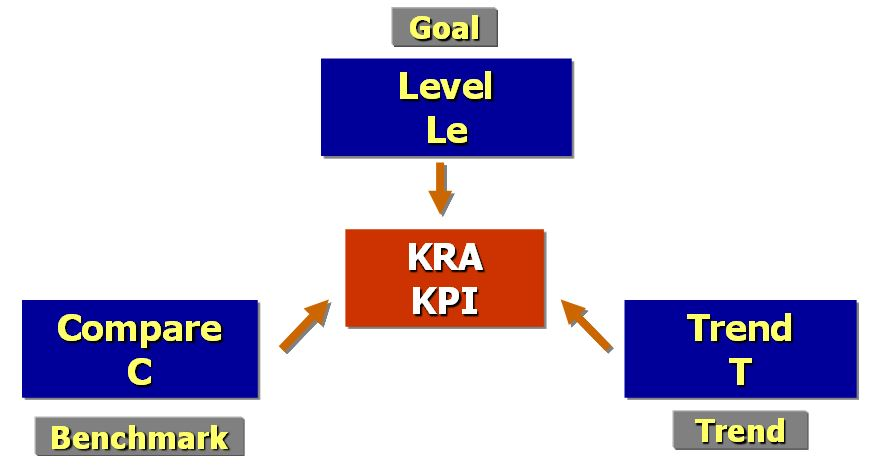 Goal
Level
Le
KRA
KPI
Compare
C
Benchmark
Trend
T
Trend